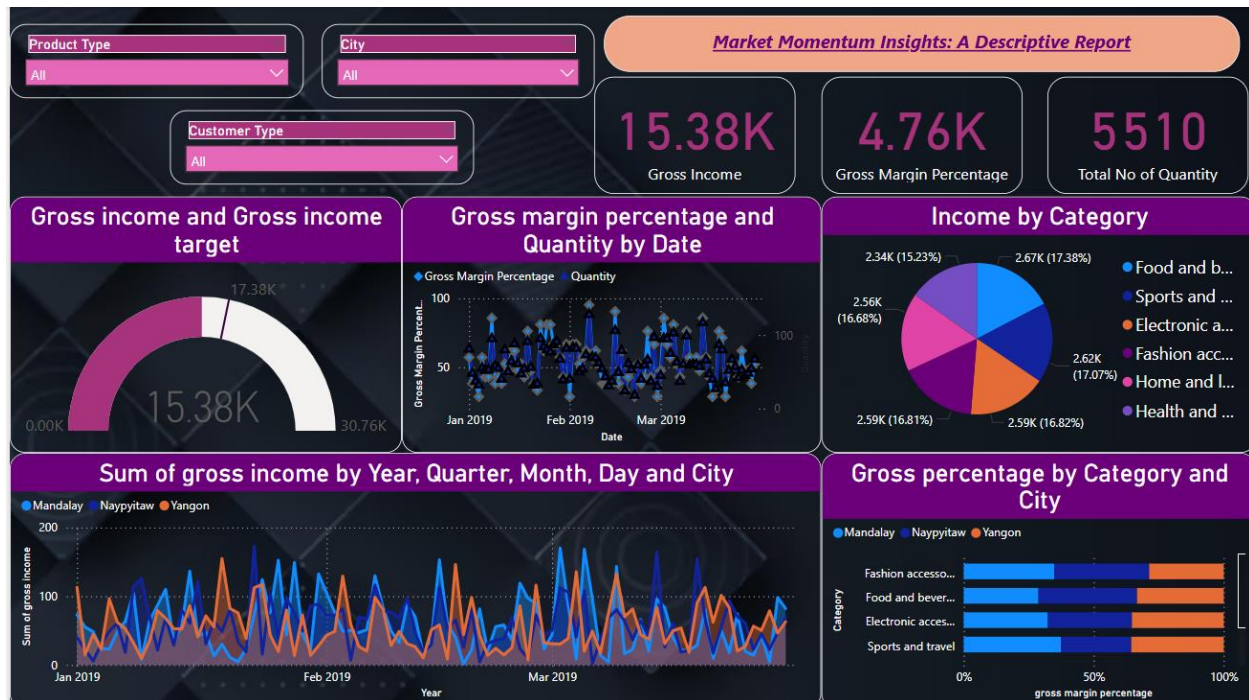 Product Type
All
City
All
Customer Type
All
Market Momentum Insights: A Descriptive Report
15.38K
Gross Income
4.76K
Gross Margin Percentage
5510
Total No of Quantity
Gross income and Gross income
target
17.38K
15.38K
0.00K
30.76K
Gross margin percentage and
Quantity by Date
Gross Margin Percentage
Quantity
Gross Margin Percent...
100
50
100
0
Quantity
Jan 2019
Feb 2019
Mar 2019
Date
Income by Category
2.34K (15.23%)
2.67K (17.38%)
2.56K
(16.68%)
2.62K
(17.07%)
2.59K (16.81%)
2.59K (16.82%)
Food and b...
Sports and ...
Electronic a...
Fashion acc...
Home and l...
Health and ...
Sum of gross income by Year, Quarter, Month, Day and City
Mandalay
Naypyitaw
Yangon
Sum of gross income
200
100
0
Jan 2019
Feb 2019
Mar 2019
Year
Gross percentage by Category and
City
Mandalay
Naypyitaw
Yangon
Category
Fashion accesso...
Food and bever...
Electronic acces...
Sports and travel
0%
50%
100%
gross margin percentage